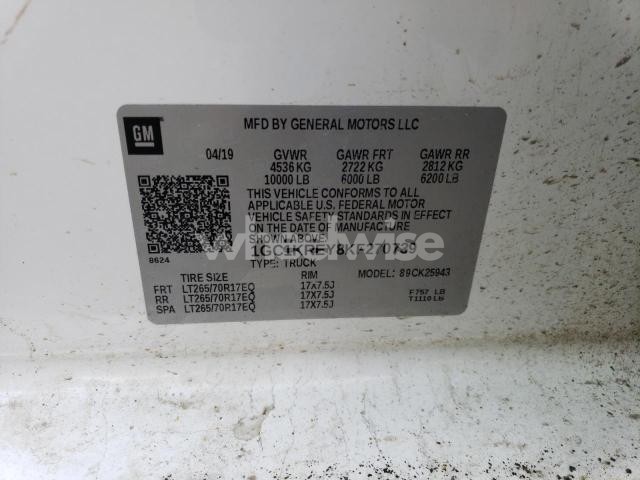 GM
MFD BY GENERAL MOTORS LLC
04/19 GVWR GAWR FRT GAWR RR
4536 KG 2722 KG 2812 KG
10000 LB 6000 LB 6200 LB
THIS VEHICLE CONFORMS TO ALL
APPLICABLE U.S. FEDERAL MOTOR
VEHICLE SAFETY STANDARDS IN EFFECT
ON THE DATE OF MANUFACTURE
SHOWN ABOVE.
8624
1GC1KREY8KF270739
TYPE: TRUCK MODEL: 89CK25943
TIRE SIZE RIM
FRT LT265/70R17EQ 17x7.5J
RR LT265/70R17EQ 17X7.5J
SPA LT265/70R17EQ 17X7.5J
F757 LB
T1110 Lb